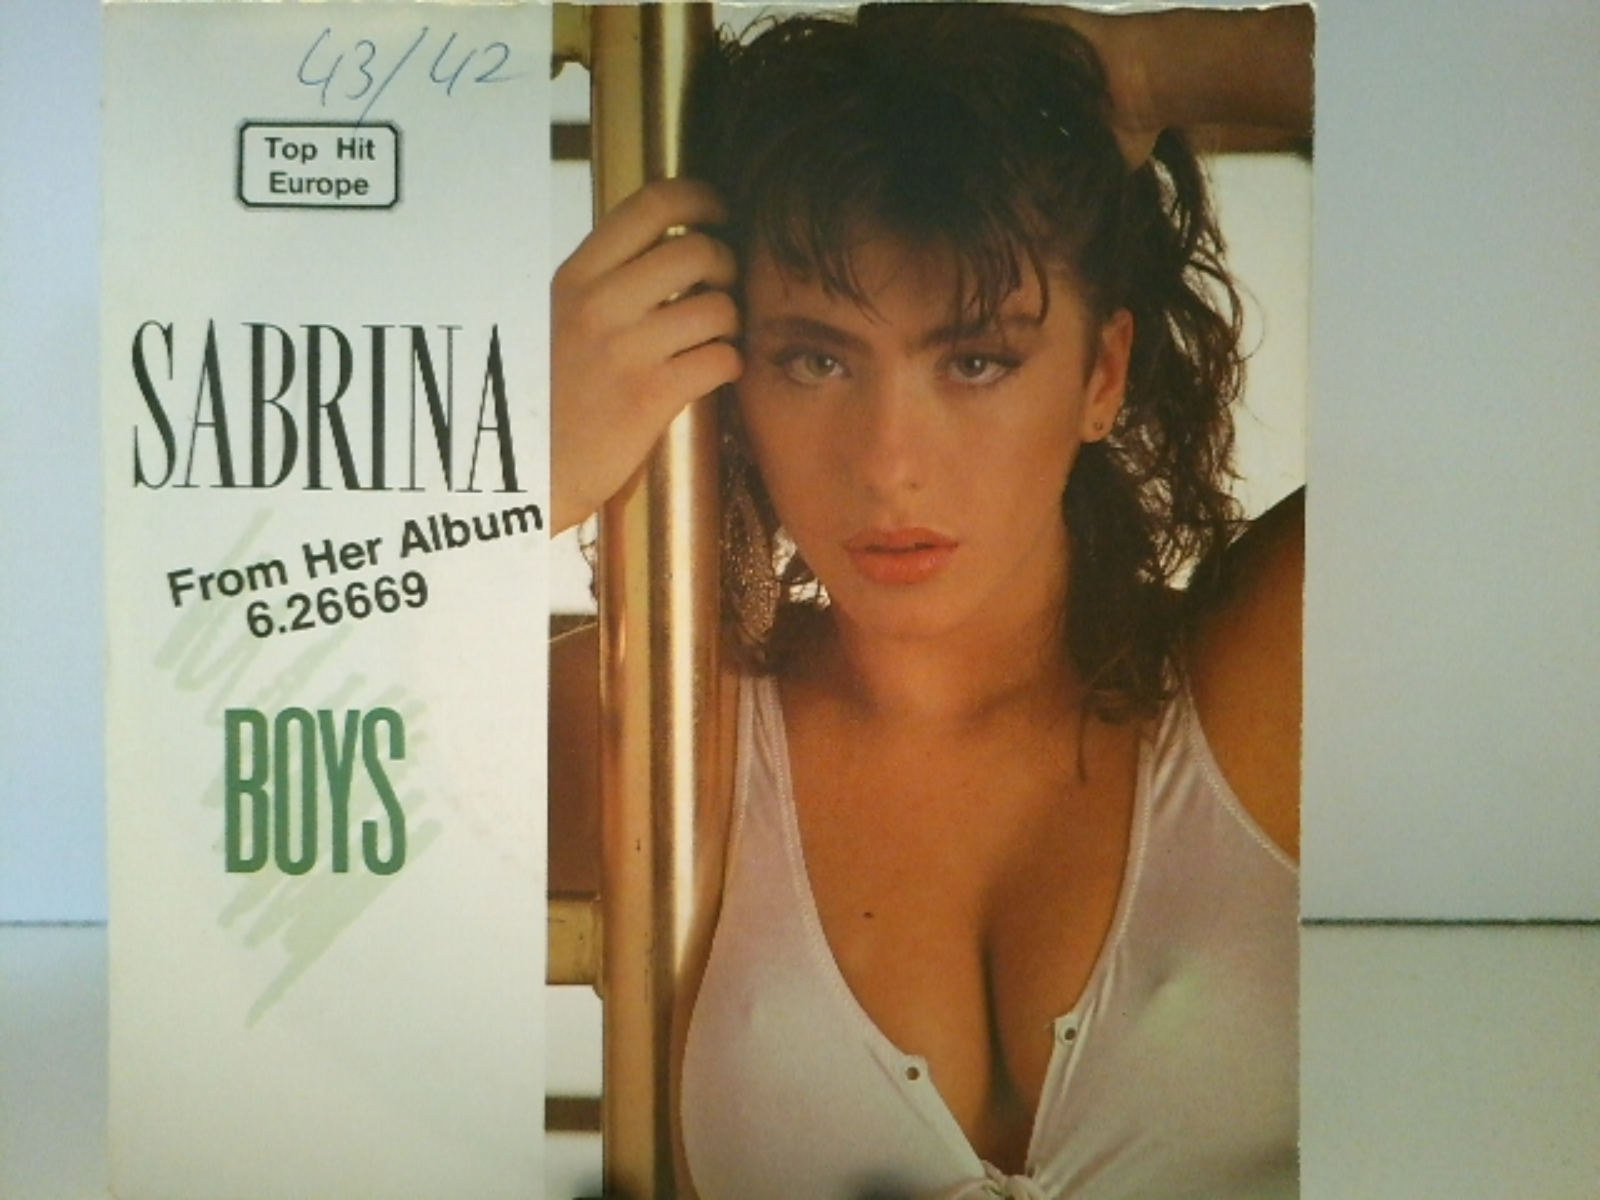 43/42
Top Hit
Europe
SABRINA
From Her Album
6.26669
BOYS